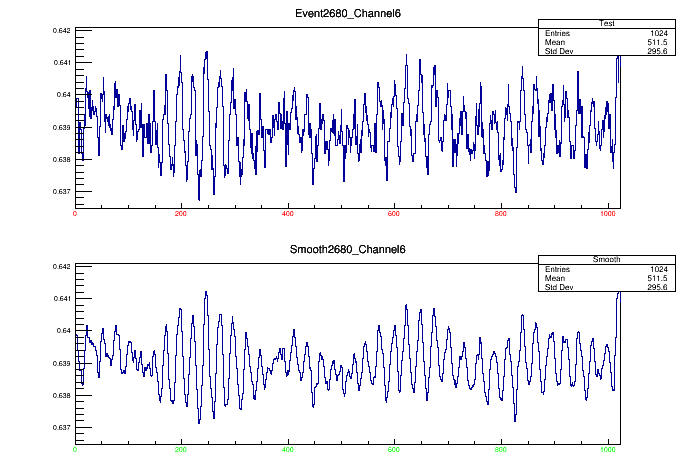 Event2680_Channel6
Test
Entries 1024
Mean 511.5
Std Dev 295.6
0.642
0.641
0.64
0.639
0.638
0.637
0 200 400 600 800 1000
Smooth2680_Channel6
Smooth
Entries 1024
Mean 511.5
Std Dev 295.6
0.642
0.641
0.64
0.639
0.638
0.637
0 200 400 600 800 1000